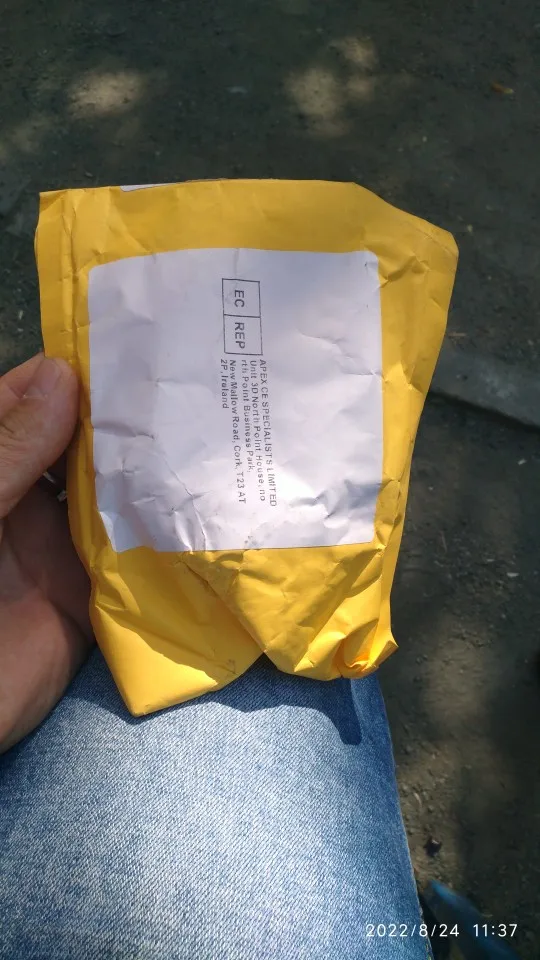 EC REP
APEX CE SPECIALISTS LIMITED
Unit 3D North Point House, no
rth Point Business Park,
New Mallow Road, Cork, T23 AT
2P, Ireland
2022/8/24 11:37